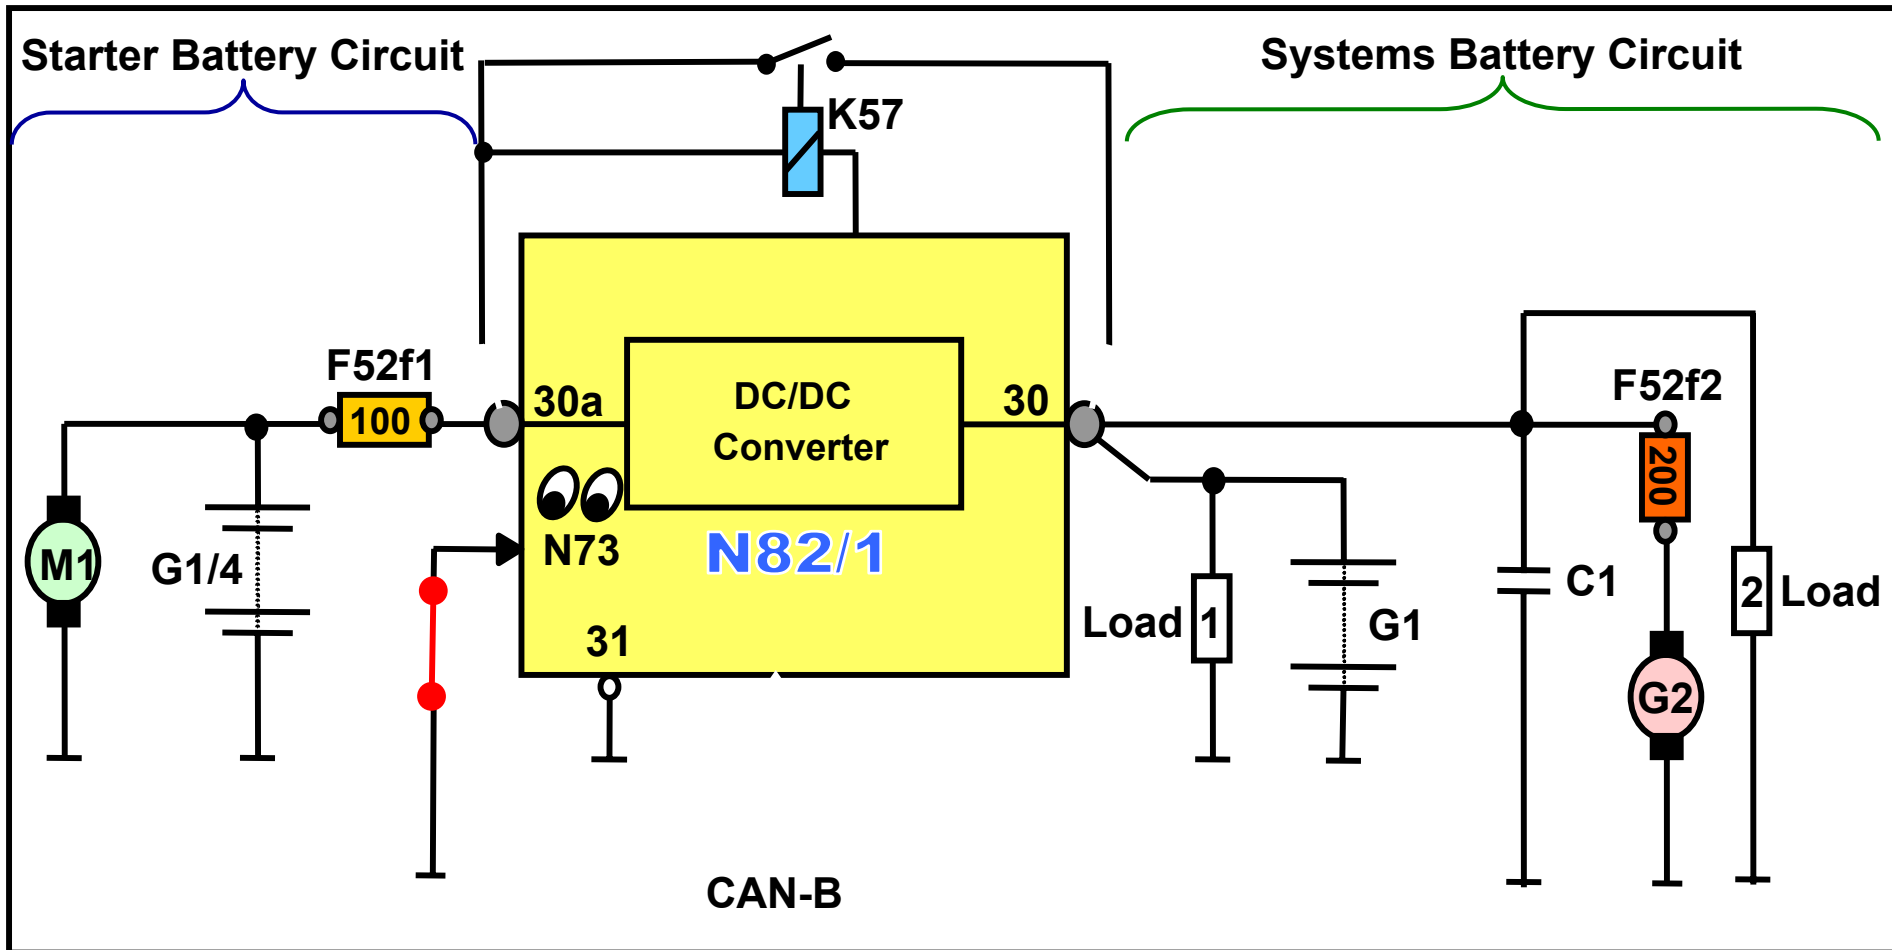 Starter Battery Circuit
Systems Battery Circuit
K57
F52f1
100
30a
DC/DC
Converter
30
F52f2
200
M1
G1/4
N73
N82/1
31
Load
1
G1
C1
G2
2
Load
CAN-B